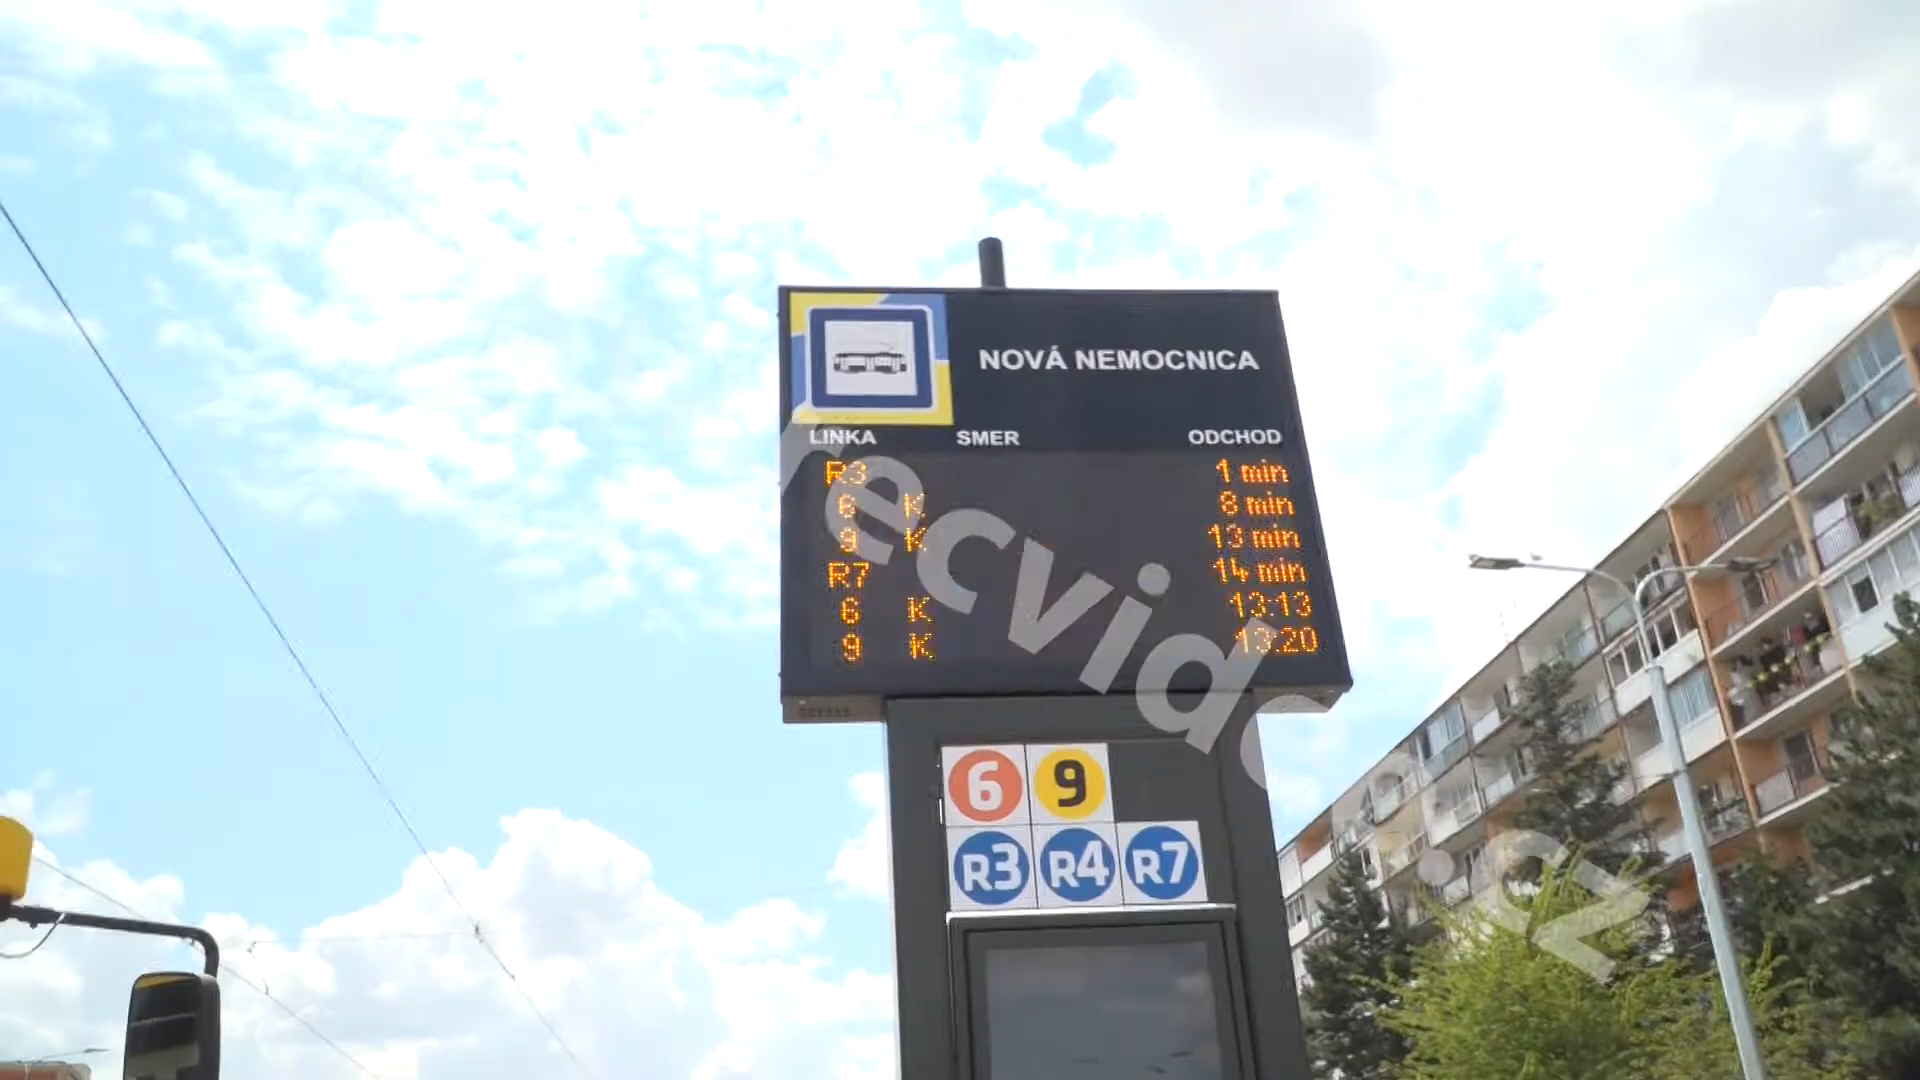 NOVÁ NEMOCNICA
LINKA SMER ODCHOD
R3 1 min
6 K 8 min
9 K 13 min
R7 14 min
6 K 13:13
9 K 13:20
6 9
R3 R4 R7